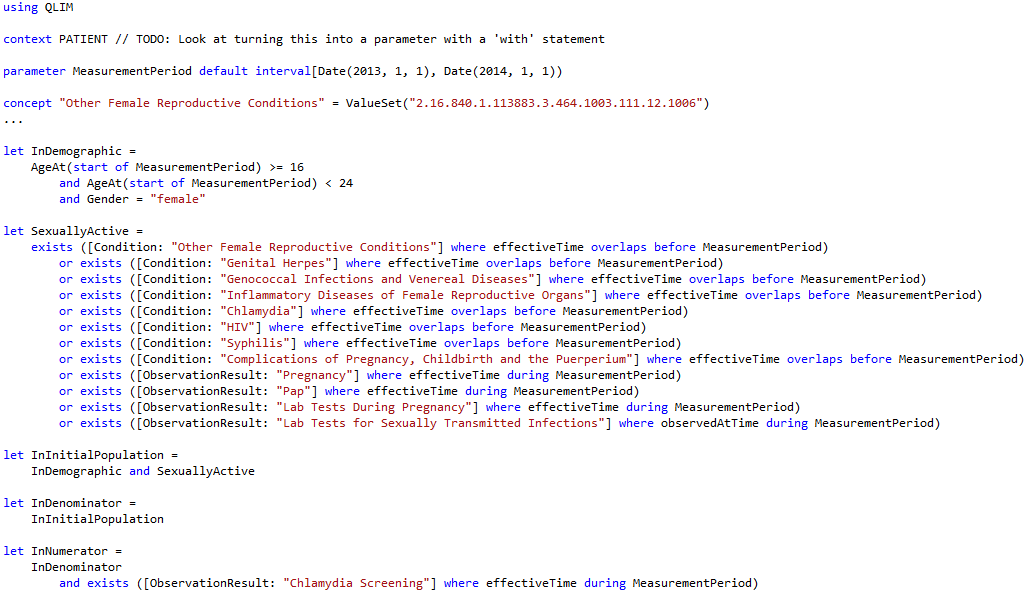 using QLIM
context PATIENT // TODO: Look at turning this into a parameter with a 'with' statement
parameter MeasurementPeriod default interval[Date(2013, 1, 1), Date(2014, 1, 1))
concept "Other Female Reproductive Conditions" = ValueSet("2.16.840.1.113883.3.464.1003.111.12.1006")
...
let InDemographic =
    AgeAt(start of MeasurementPeriod) >= 16
        and AgeAt(start of MeasurementPeriod) < 24
        and Gender = "female"
let SexuallyActive =
    exists ([Condition: "Other Female Reproductive Conditions"] where effectiveTime overlaps before MeasurementPeriod)
        or exists ([Condition: "Genital Herpes"] where effectiveTime overlaps before MeasurementPeriod)
        or exists ([Condition: "Genococcal Infections and Venereal Diseases"] where effectiveTime overlaps before MeasurementPeriod)
        or exists ([Condition: "Inflammatory Diseases of Female Reproductive Organs"] where effectiveTime overlaps before MeasurementPeriod)
        or exists ([Condition: "Chlamydia"] where effectiveTime overlaps before MeasurementPeriod)
        or exists ([Condition: "HIV"] where effectiveTime overlaps before MeasurementPeriod)
        or exists ([Condition: "Syphilis"] where effectiveTime overlaps before MeasurementPeriod)
        or exists ([Condition: "Complications of Pregnancy, Childbirth and the Puerperium"] where effectiveTime overlaps before MeasurementPeriod)
        or exists ([ObservationResult: "Pregnancy"] where effectiveTime during MeasurementPeriod)
        or exists ([ObservationResult: "Pap"] where effectiveTime during MeasurementPeriod)
        or exists ([ObservationResult: "Lab Tests During Pregnancy"] where effectiveTime during MeasurementPeriod)
        or exists ([ObservationResult: "Lab Tests for Sexually Transmitted Infections"] where observedAtTime during MeasurementPeriod)
let InInitialPopulation =
    InDemographic and SexuallyActive
let InDenominator =
    InInitialPopulation
let InNumerator =
    InDenominator
        and exists ([ObservationResult: "Chlamydia Screening"] where effectiveTime during MeasurementPeriod)